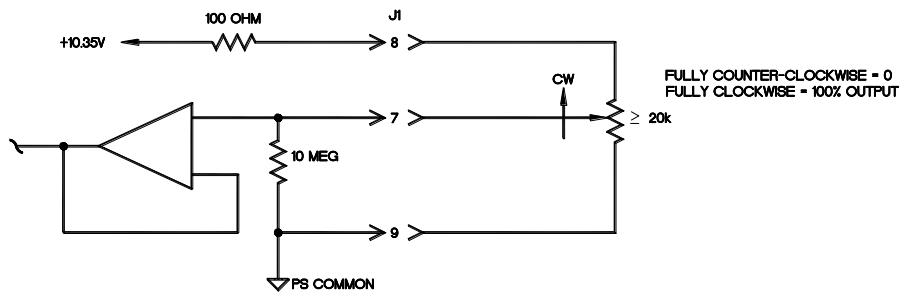 100 OHM
J1
+10.35V
8
CW
FULLY COUNTER-CLOCKWISE = 0
FULLY CLOCKWISE = 100% OUTPUT
7
≥ 20k
10 MEG
9
PS COMMON